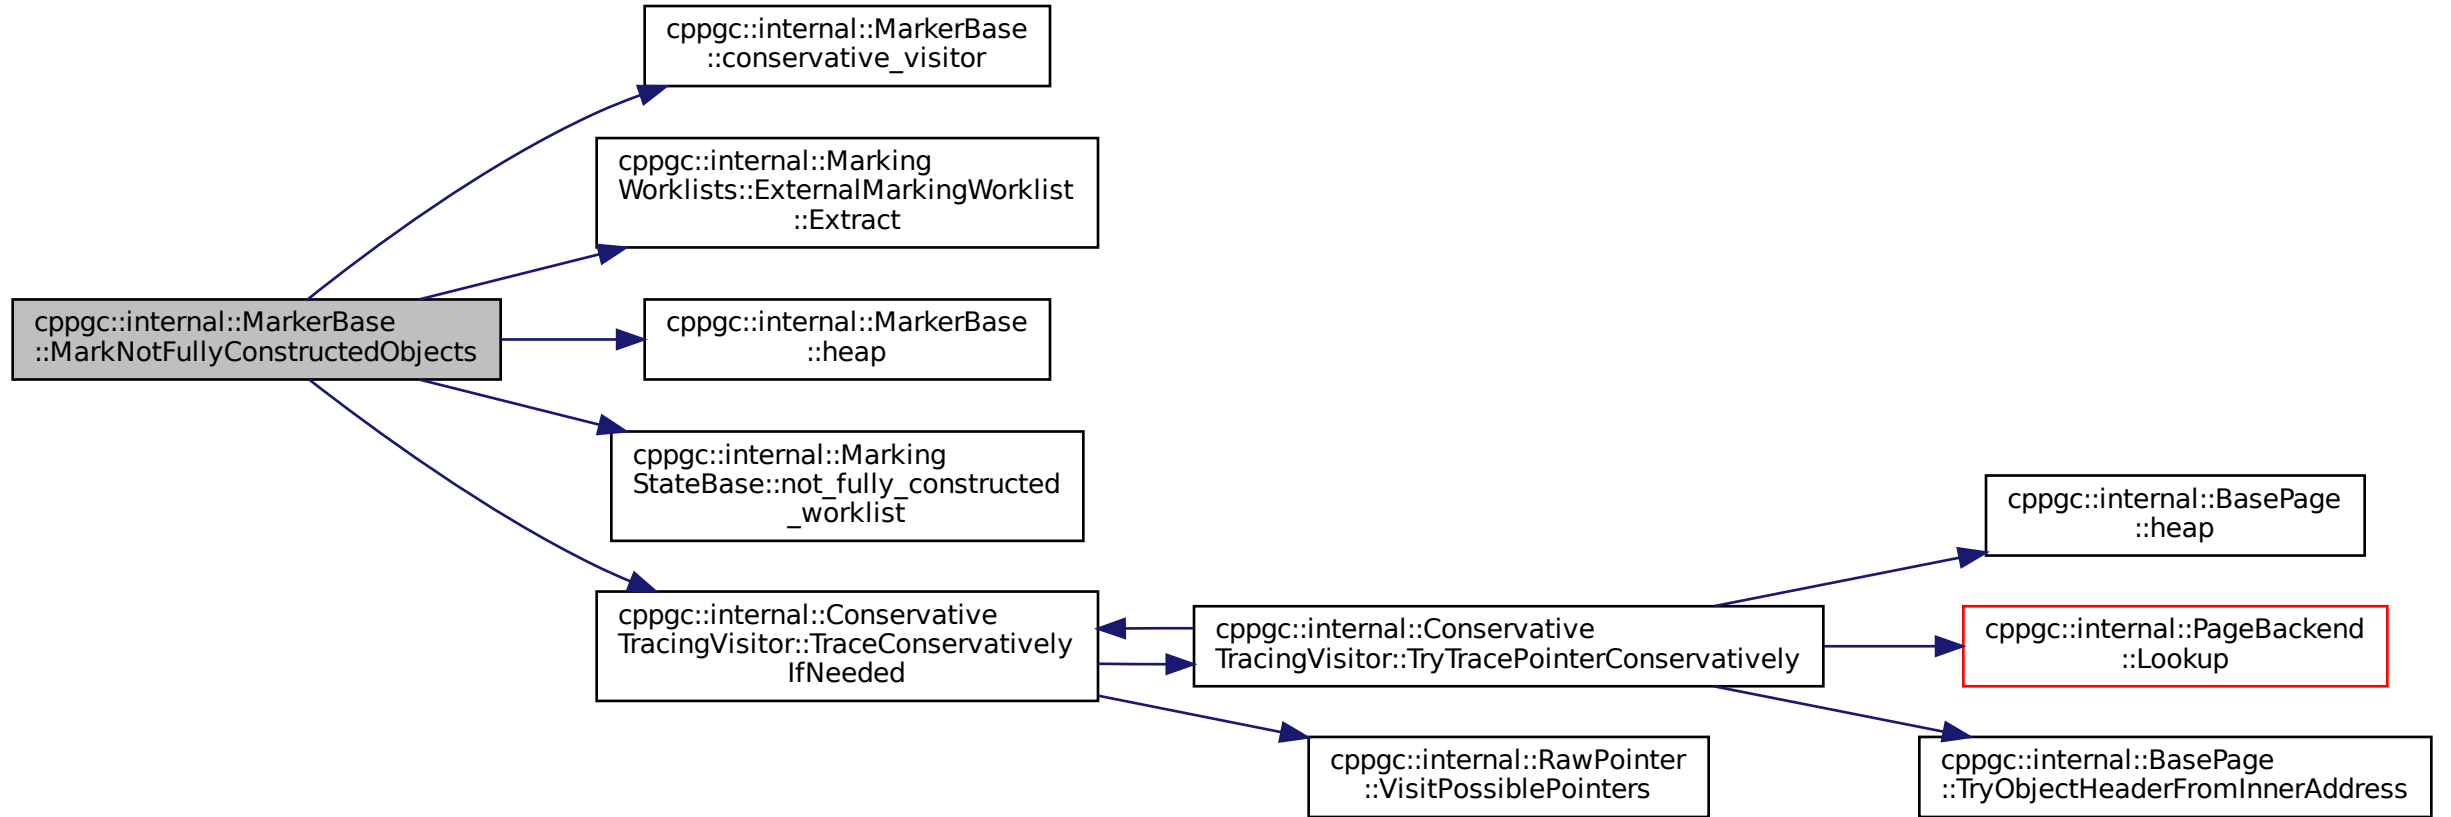 cppgc::internal::MarkerBase
::conservative_visitor
cppgc::internal::Marking
Worklists::ExternalMarkingWorklist
::Extract
cppgc::internal::MarkerBase
::MarkNotFullyConstructedObjects
cppgc::internal::MarkerBase
::heap
cppgc::internal::Marking
StateBase::not_fully_constructed
_worklist
cppgc::internal::Conservative
TracingVisitor::TraceConservatively
IfNeeded
cppgc::internal::Conservative
TracingVisitor::TryTracePointerConservatively
cppgc::internal::BasePage
::heap
cppgc::internal::PageBackend
::Lookup
cppgc::internal::RawPointer
::VisitPossiblePointers
cppgc::internal::BasePage
::TryObjectHeaderFromInnerAddress